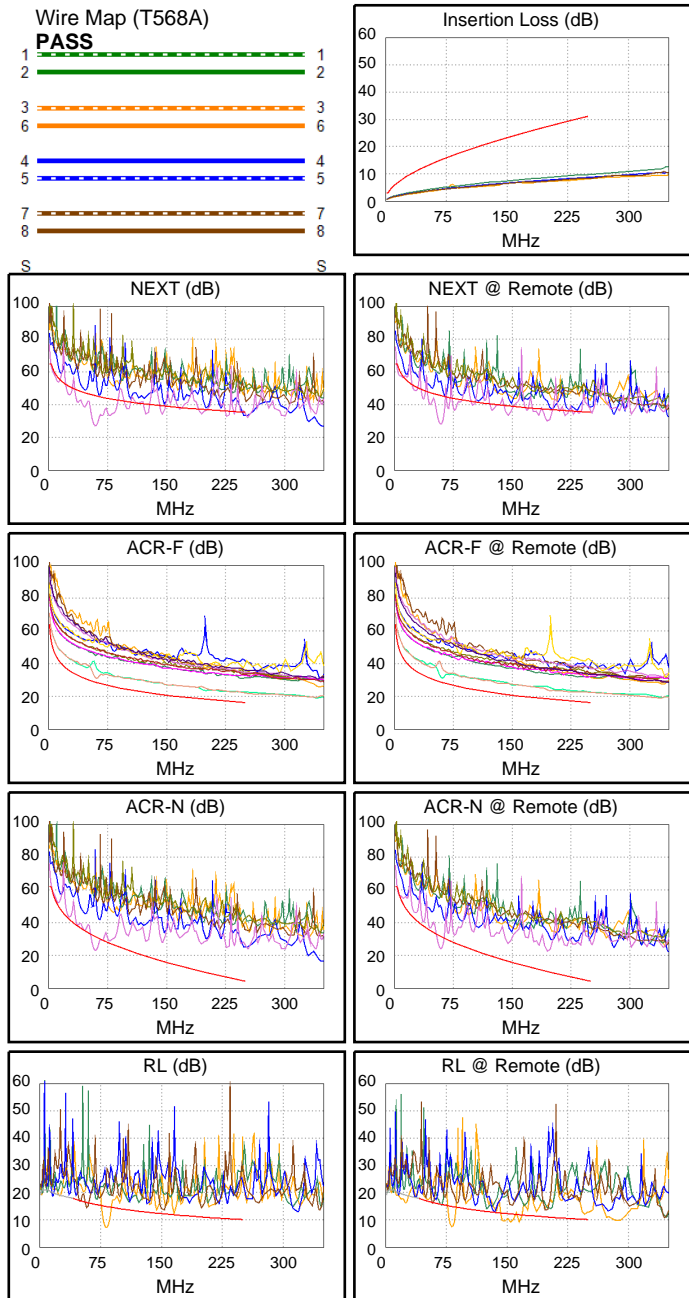 Wire Map (T568A)
PASS
1 1
2 2
3 3
6 6
4 4
5 5
7 7
8 8
S S
Insertion Loss (dB)
60
50
40
30
20
10
0
0 75 150 225 300
MHz
NEXT (dB)
100
80
60
40
20
0
0 75 150 225 300
MHz
NEXT @ Remote (dB)
100
80
60
40
20
0
0 75 150 225 300
MHz
ACR-F (dB)
100
80
60
40
20
0
0 75 150 225 300
MHz
ACR-F @ Remote (dB)
100
80
60
40
20
0
0 75 150 225 300
MHz
ACR-N (dB)
100
80
60
40
20
0
0 75 150 225 300
MHz
ACR-N @ Remote (dB)
100
80
60
40
20
0
0 75 150 225 300
MHz
RL (dB)
60
50
40
30
20
10
0
0 75 150 225 300
MHz
RL @ Remote (dB)
60
50
40
30
20
10
0
0 75 150 225 300
MHz